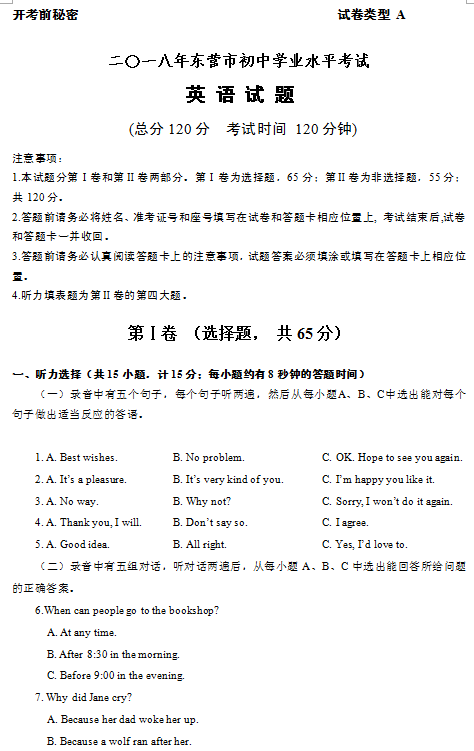 开考前秘密 试卷类型 A
二〇一八年东营市初中学业水平考试
英 语 试 题
(总分 120 分 考试时间 120 分钟)
注意事项：
1.本试题分第Ⅰ卷和第Ⅱ卷两部分。第Ⅰ卷为选择题，65 分；第Ⅱ卷为非选择题，55 分；
共 120 分。
2.答题前请务必将姓名、准考证号和座号填写在试卷和答题卡相应位置上, 考试结束后,试卷
和答题卡一并收回。
3.答题前请务必认真阅读答题卡上的注意事项，试题答案必须填涂或填写在答题卡上相应位
置。
4.听力填表题为第Ⅱ卷的第四大题。
第Ⅰ卷 （选择题， 共 65 分）
一、听力选择（共 15 小题，计 15 分；每小题约有 8 秒钟的答题时间）
（一）录音中有五个句子，每个句子听两遍，然后从每小题A、B、C中选出能对每个
句子做出适当反应的答语。
1. A. Best wishes. B. No problem. C. OK. Hope to see you again.
2. A. It's a pleasure. B. It's very kind of you. C. I'm happy you like it.
3. A. No way. B. Why not? C. Sorry, I won't do it again.
4. A. Thank you, I will. B. Don't say so. C. I agree.
5. A. Good idea. B. All right. C. Yes, I'd love to.
（二）录音中有五组对话，听对话两遍后，从每小题 A、B、C 中选出能回答所给问题
的正确答案。
6.When can people go to the bookshop?
A. At any time.
B. After 8:30 in the morning.
C. Before 9:00 in the evening.
7. Why did Jane cry?
A. Because her dad woke her up.
B. Because a wolf ran after her.